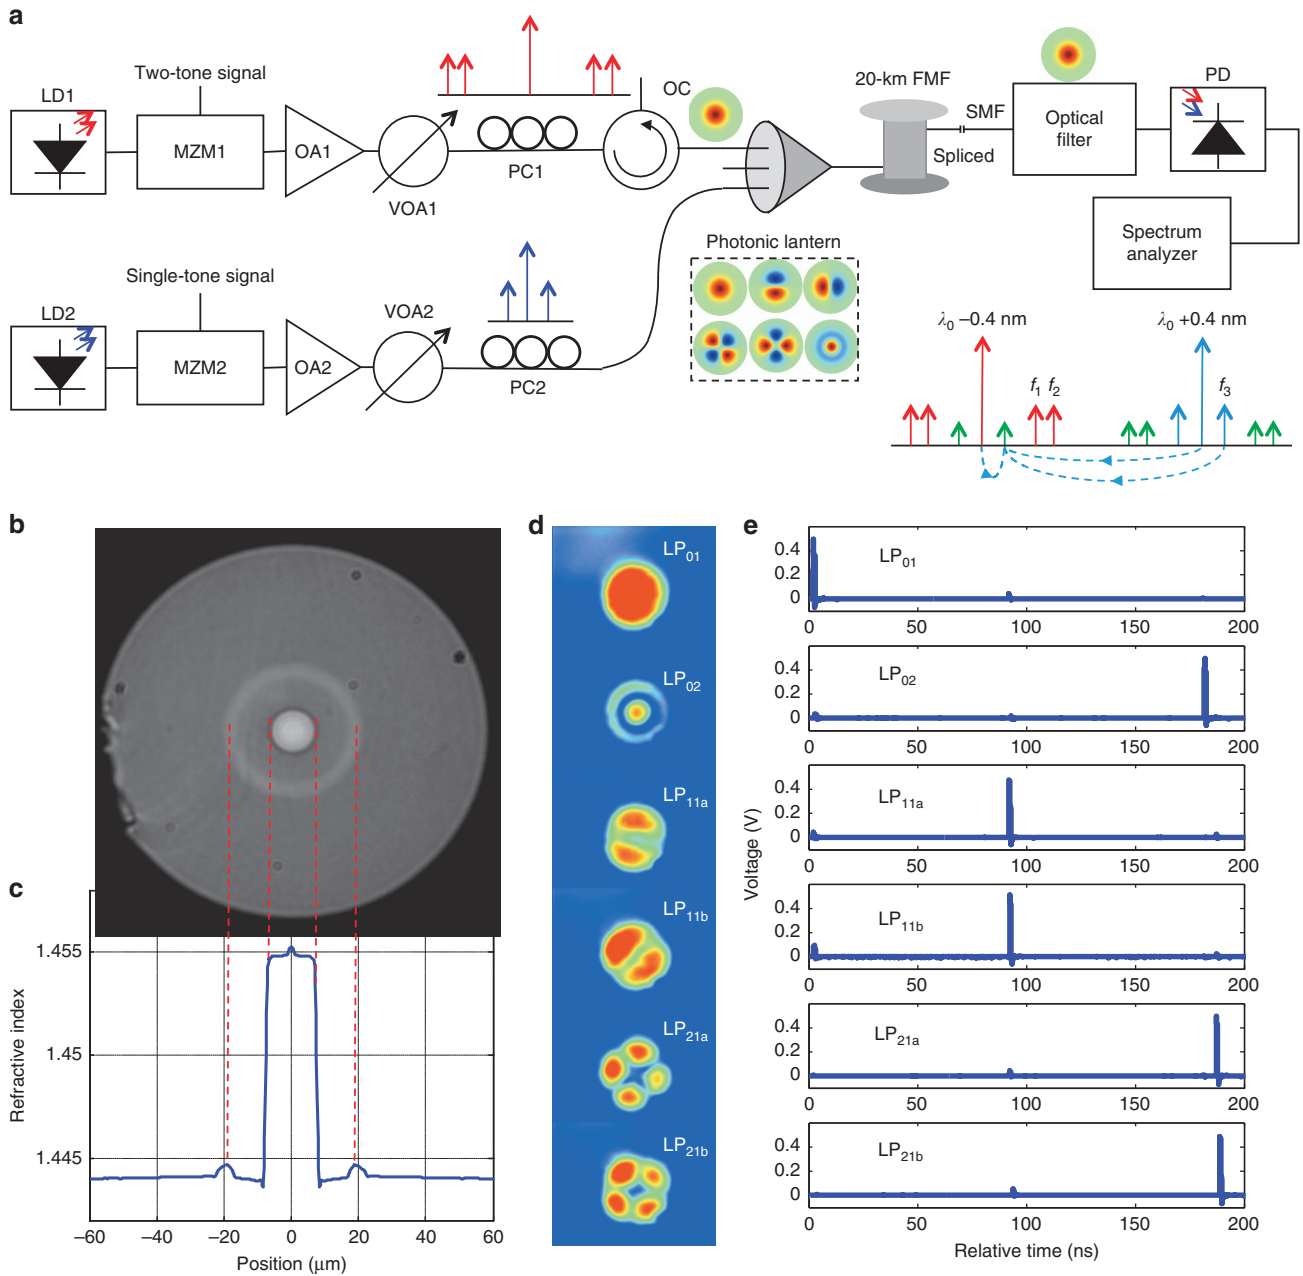 a
Two-tone signal
LD1
MZM1
OA1
VOA1
PC1
OC
20-km FMF
SMF
Spliced
Optical
filter
PD
Spectrum
analyzer
Single-tone signal
LD2
MZM2
OA2
VOA2
PC2
Photonic lantern
λ0 –0.4 nm
λ0 +0.4 nm
f1 f2
f3
b
c
1.455
1.45
1.445
Refractive index
–60 –40 –20 0 20 40 60
Position (μm)
d
LP01
LP02
LP11a
LP11b
LP21a
LP21b
e
0.4
0.2
0
LP01
0 50 100 150 200
0.4
0.2
0
LP02
0 50 100 150 200
0.4
0.2
0
LP11a
0 50 100 150 200
Voltage (V)
0.4
0.2
0
LP11b
0 50 100 150 200
0.4
0.2
0
LP21a
0 50 100 150 200
0.4
0.2
0
LP21b
0 50 100 150 200
Relative time (ns)